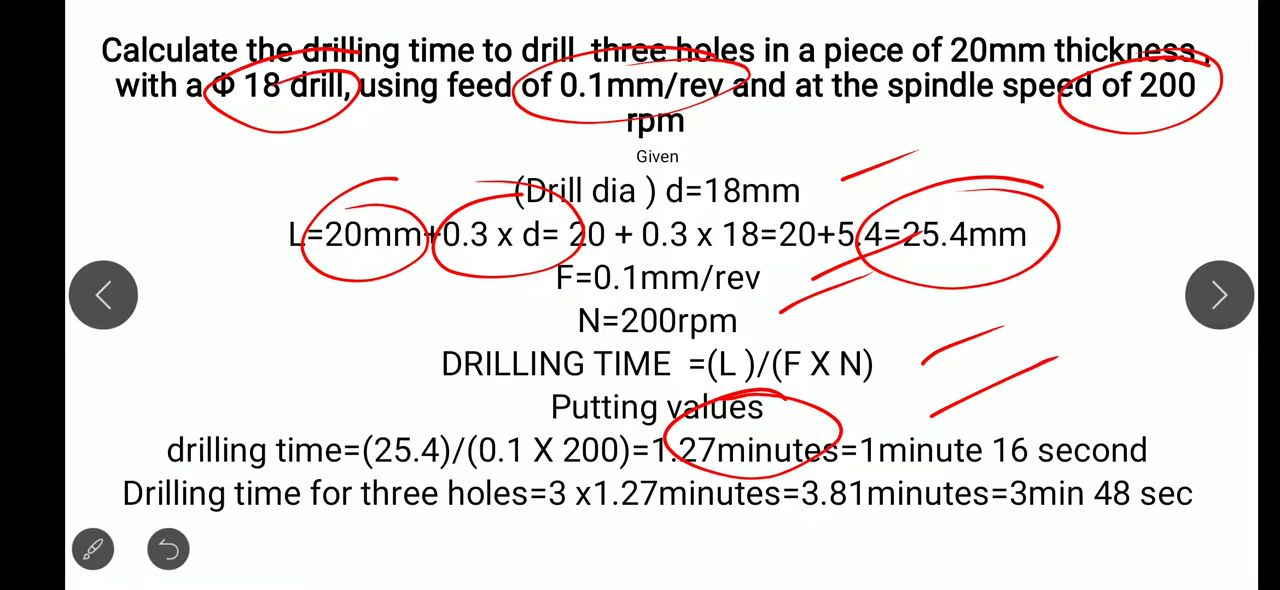 Calculate the drilling time to drill three holes in a piece of 20mm thickness,
with a Φ 18 drill, using feed of 0.1mm/rev and at the spindle speed of 200
rpm
Given
(Drill dia ) d=18mm
L=20mm+0.3 x d= 20 + 0.3 x 18=20+5.4=25.4mm
F=0.1mm/rev
N=200rpm
DRILLING TIME =(L )/(F X N)
Putting values
drilling time=(25.4)/(0.1 X 200)=1.27minutes=1minute 16 second
Drilling time for three holes=3 x1.27minutes=3.81minutes=3min 48 sec